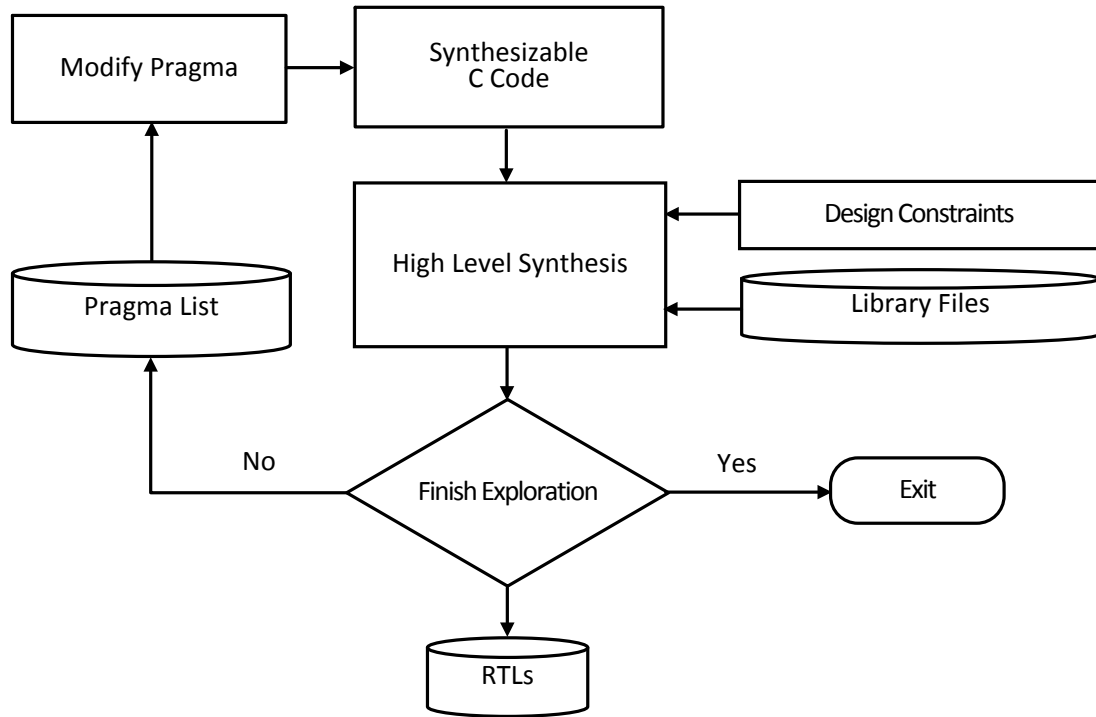 Modify Pragma
Synthesizable
C Code
Design Constraints
High Level Synthesis
Pragma List
Library Files
No
Yes
Finish Exploration
Exit
RTLs